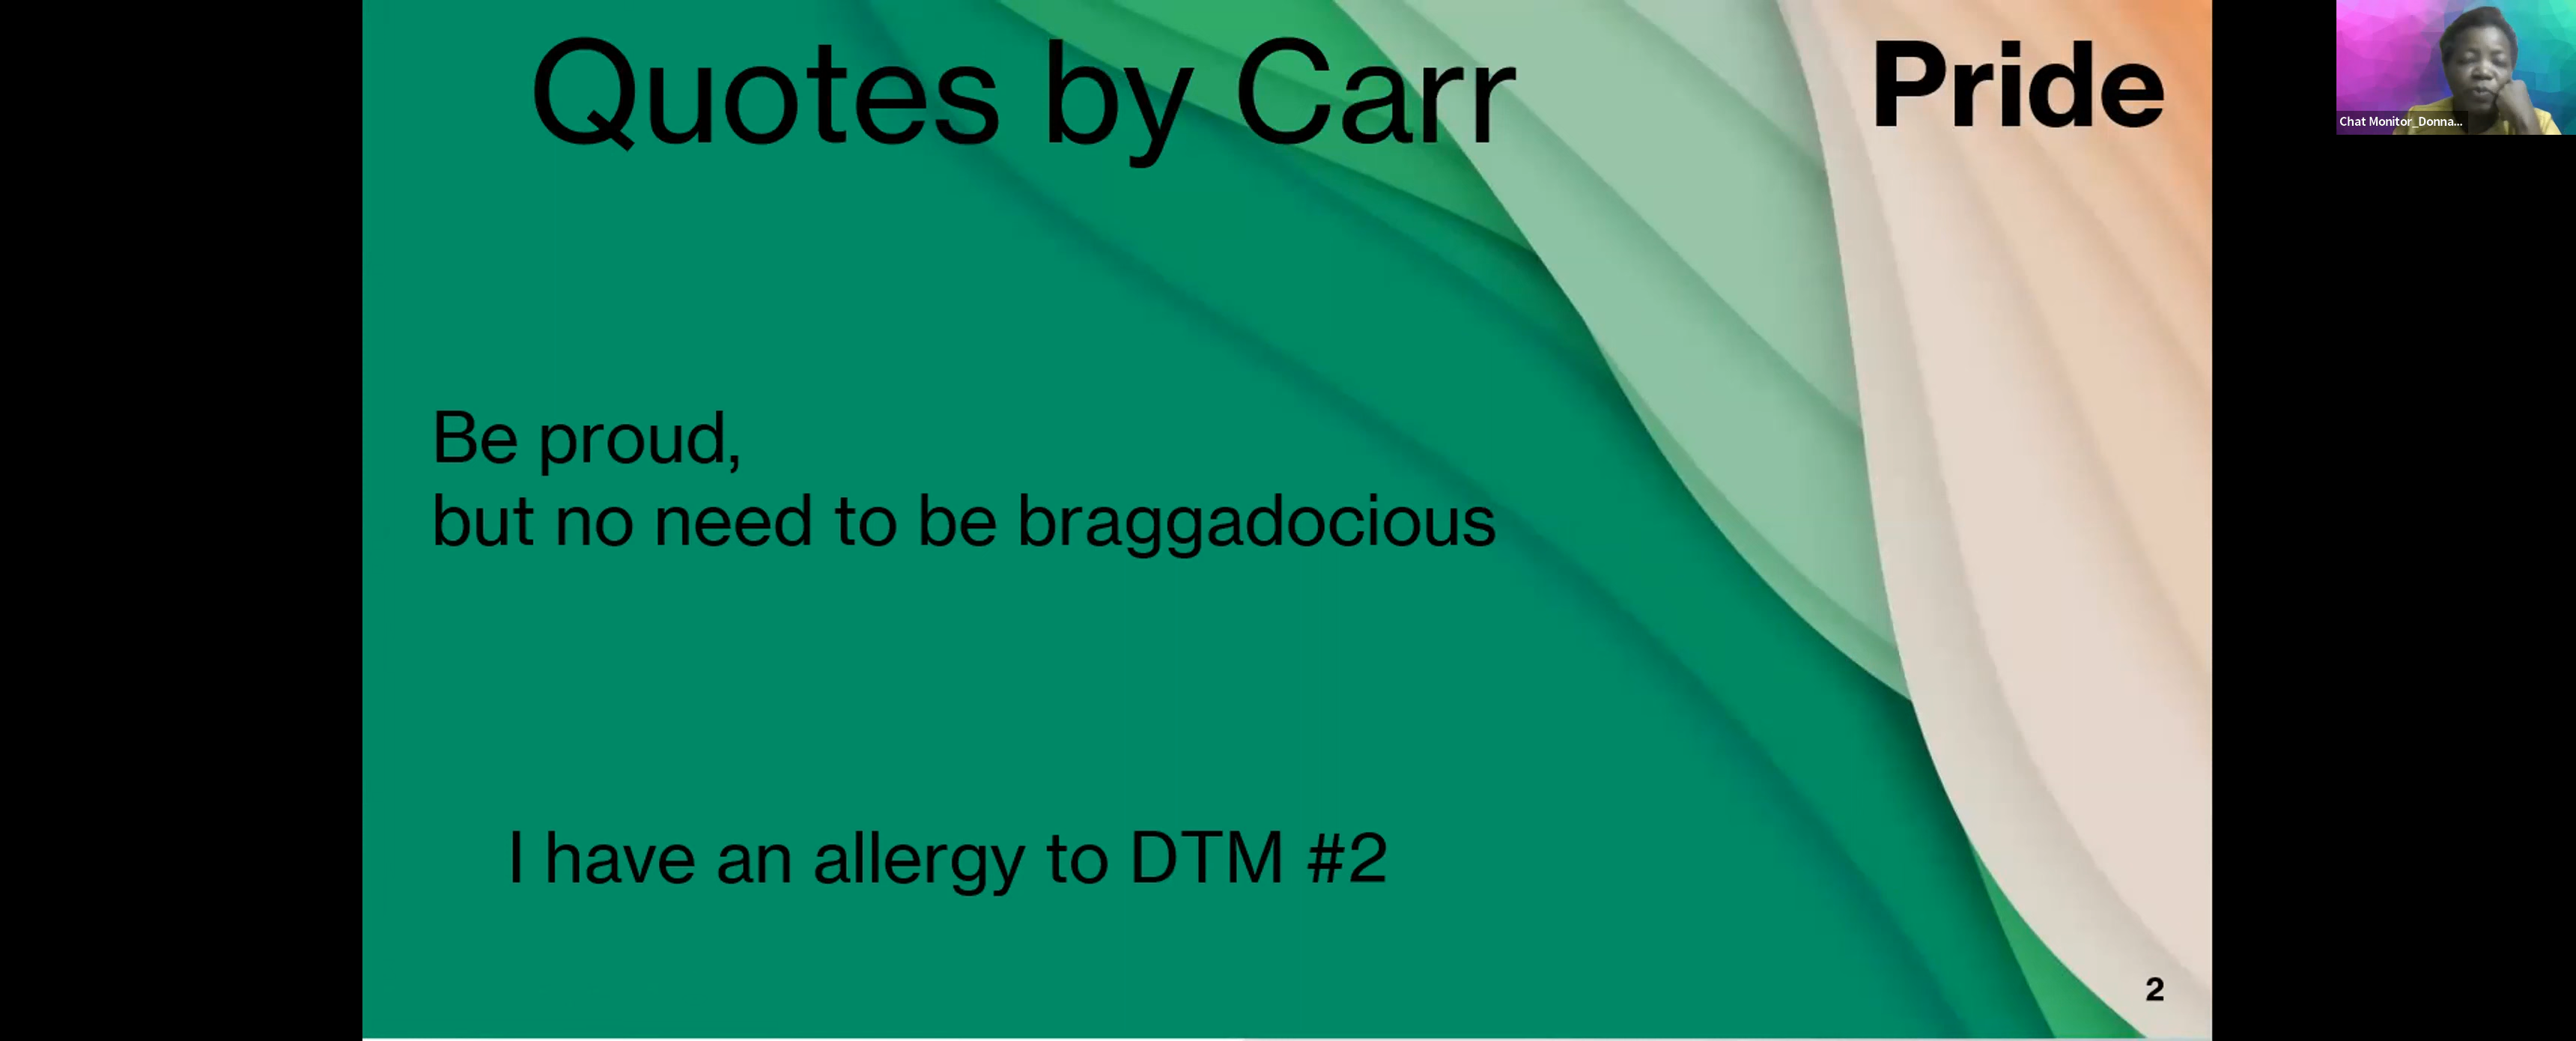 Quotes by Carr
Pride
Chat Monitor_Donna...
Be proud,
but no need to be braggadocious
I have an allergy to DTM #2
2